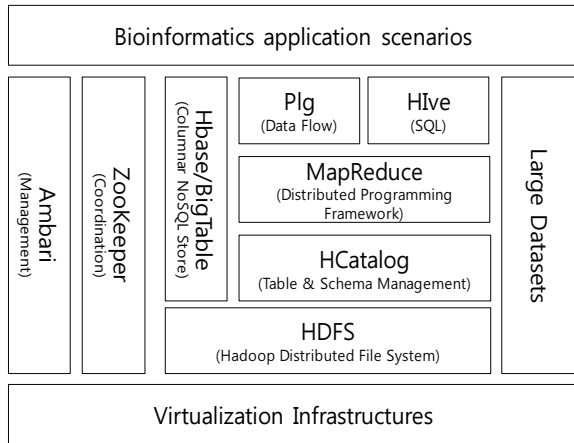 Bioinformatics application scenarios
Ambari
(Management)
ZooKeeper
(Coordination)
Hbase/BigTable
(Columnar NoSQL Store)
PIg
(Data Flow)
HIve
(SQL)
MapReduce
(Distributed Programming
Framework)
HCatalog
(Table & Schema Management)
HDFS
(Hadoop Distributed File System)
Large Datasets
Virtualization Infrastructures